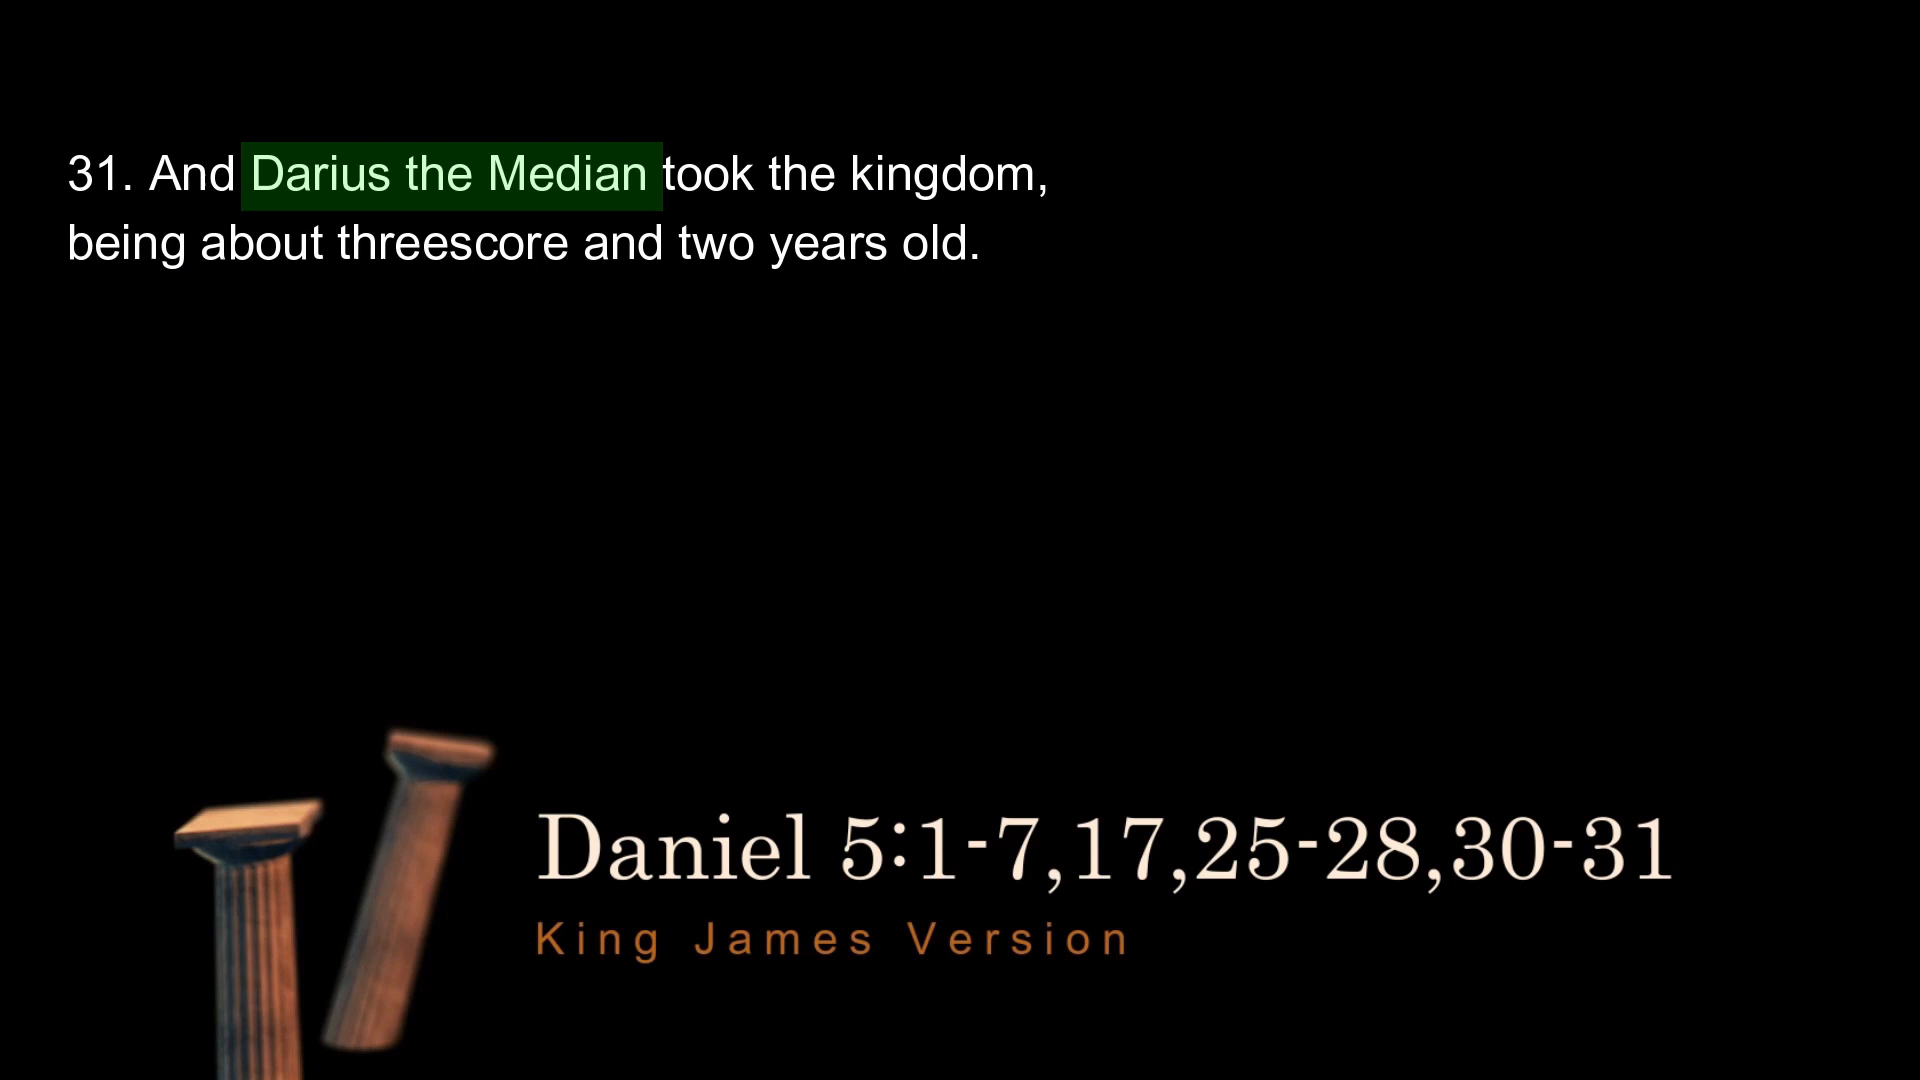 31. And Darius the Median took the kingdom,
being about threescore and two years old.
Daniel 5:1-7,17,25-28,30-31
King James Version